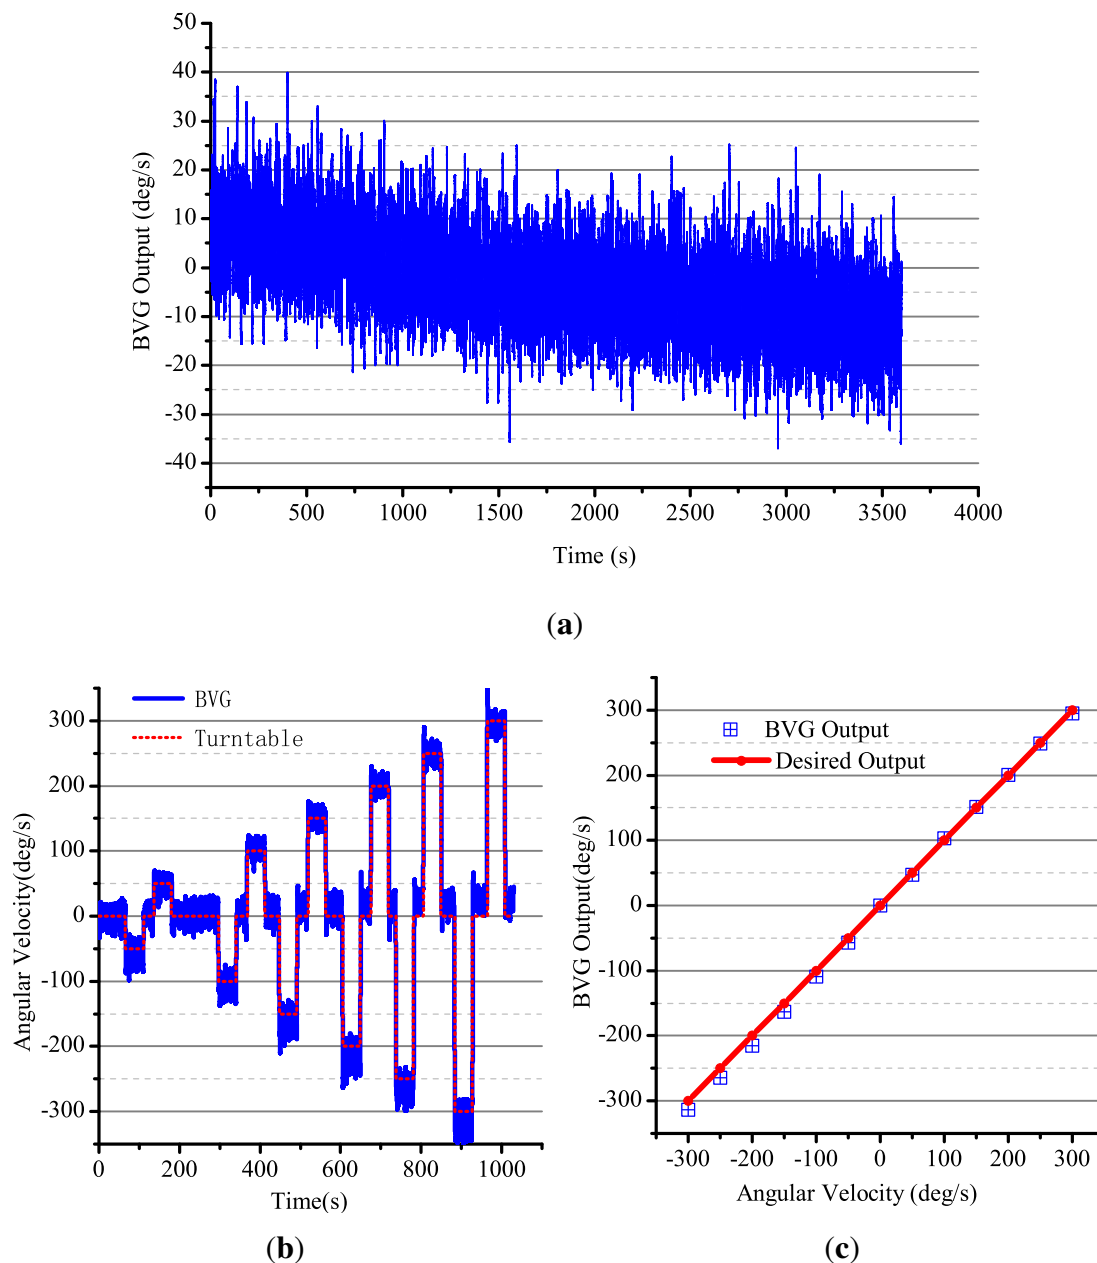 50
40
30
20
10
0
-10
-20
-30
-40
BVG Output (deg/s)
0 500 1000 1500 2000 2500 3000 3500 4000
Time (s)
(a)
BVG
Turntable
300
200
100
0
-100
-200
-300
Angular Velocity(deg/s)
0 200 400 600 800 1000
Time(s)
(b)
BVG Output
Desired Output
300
200
100
0
-100
-200
-300
BVG Output(deg/s)
-300 -200 -100 0 100 200 300
Angular Velocity (deg/s)
(c)